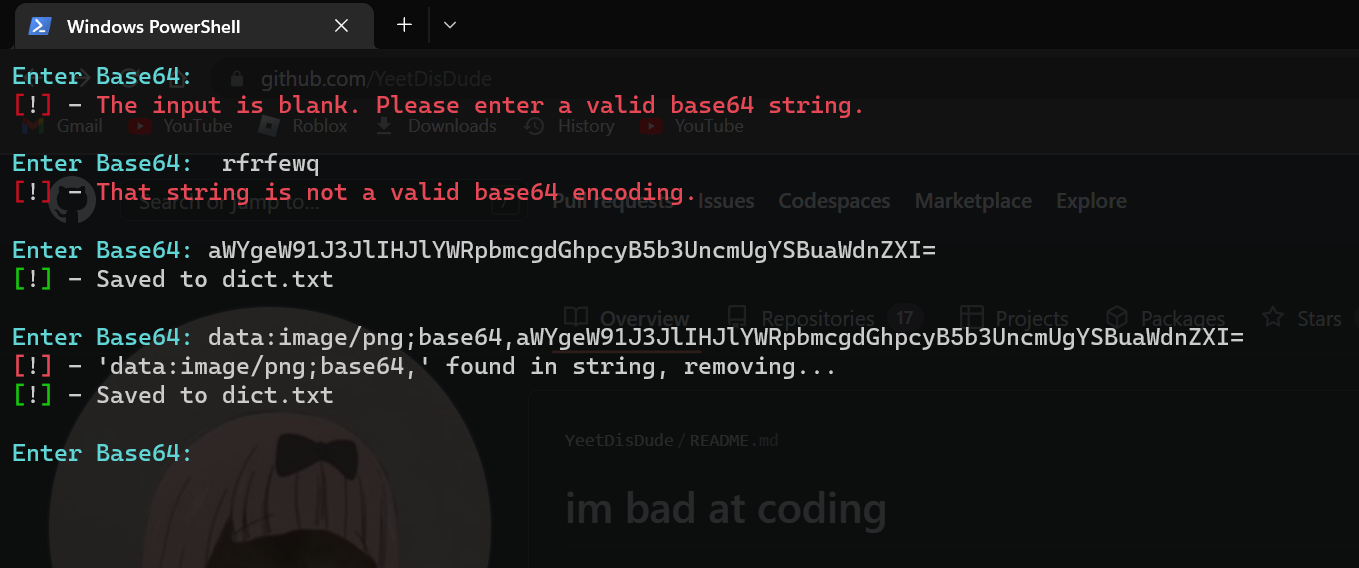 Windows PowerShell
Enter Base64:
github.com/YeetDisDude
[!] - The input is blank. Please enter a valid base64 string.
Gmail YouTube Roblox Downloads History YouTube
Enter Base64:  rfrfewq
[!] - That string is not a valid base64 encoding.
Search or jump to... Pull requests Issues Codespaces Marketplace Explore
Enter Base64: aWYgeW91J3JlIHJlYWRpbmcgdGhpcyB5b3UncmUgYSBuaWdnZXI=
[!] - Saved to dict.txt
Overview Repositories 17 Projects Packages Stars
Enter Base64: data:image/png;base64,aWYgeW91J3JlIHJlYWRpbmcgdGhpcyB5b3UncmUgYSBuaWdnZXI=
[!] - 'data:image/png;base64,' found in string, removing...
[!] - Saved to dict.txt
YeetDisDude/README.md
Enter Base64:
im bad at coding